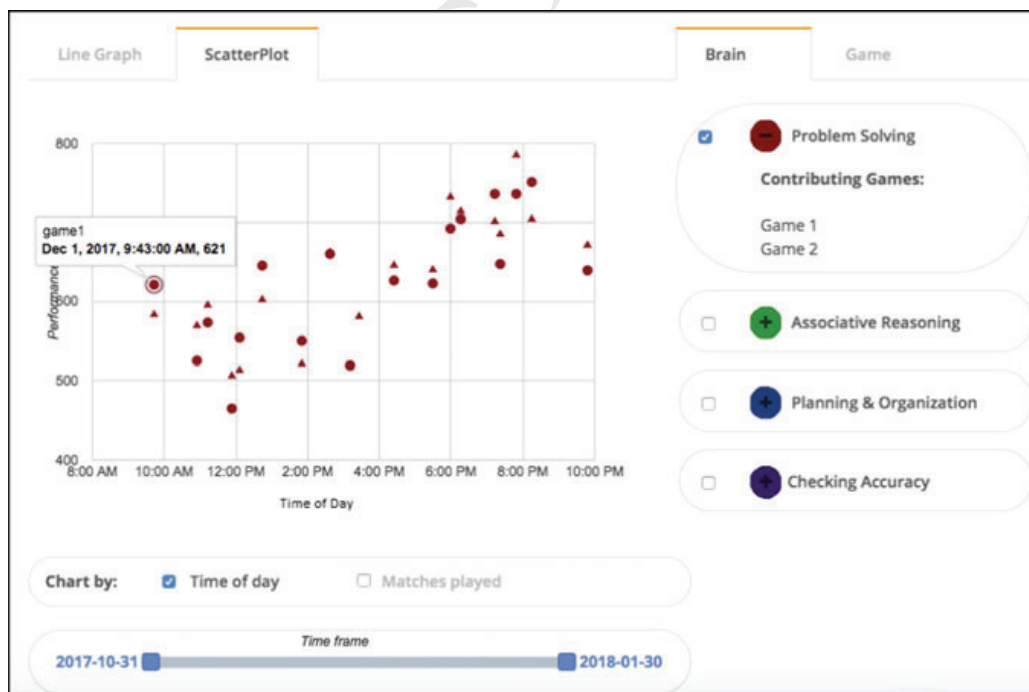 Line Graph
ScatterPlot
Brain
Game
800
600
500
400
Performance
game1
Dec 1, 2017, 9:43:00 AM, 621
8:00 AM 10:00 AM 12:00 PM 2:00 PM 4:00 PM 6:00 PM 8:00 PM 10:00 PM
Time of Day
Problem Solving
Contributing Games:
Game 1
Game 2
Associative Reasoning
Planning & Organization
Checking Accuracy
Chart by:
Time of day
Matches played
Time frame
2017-10-31
2018-01-30